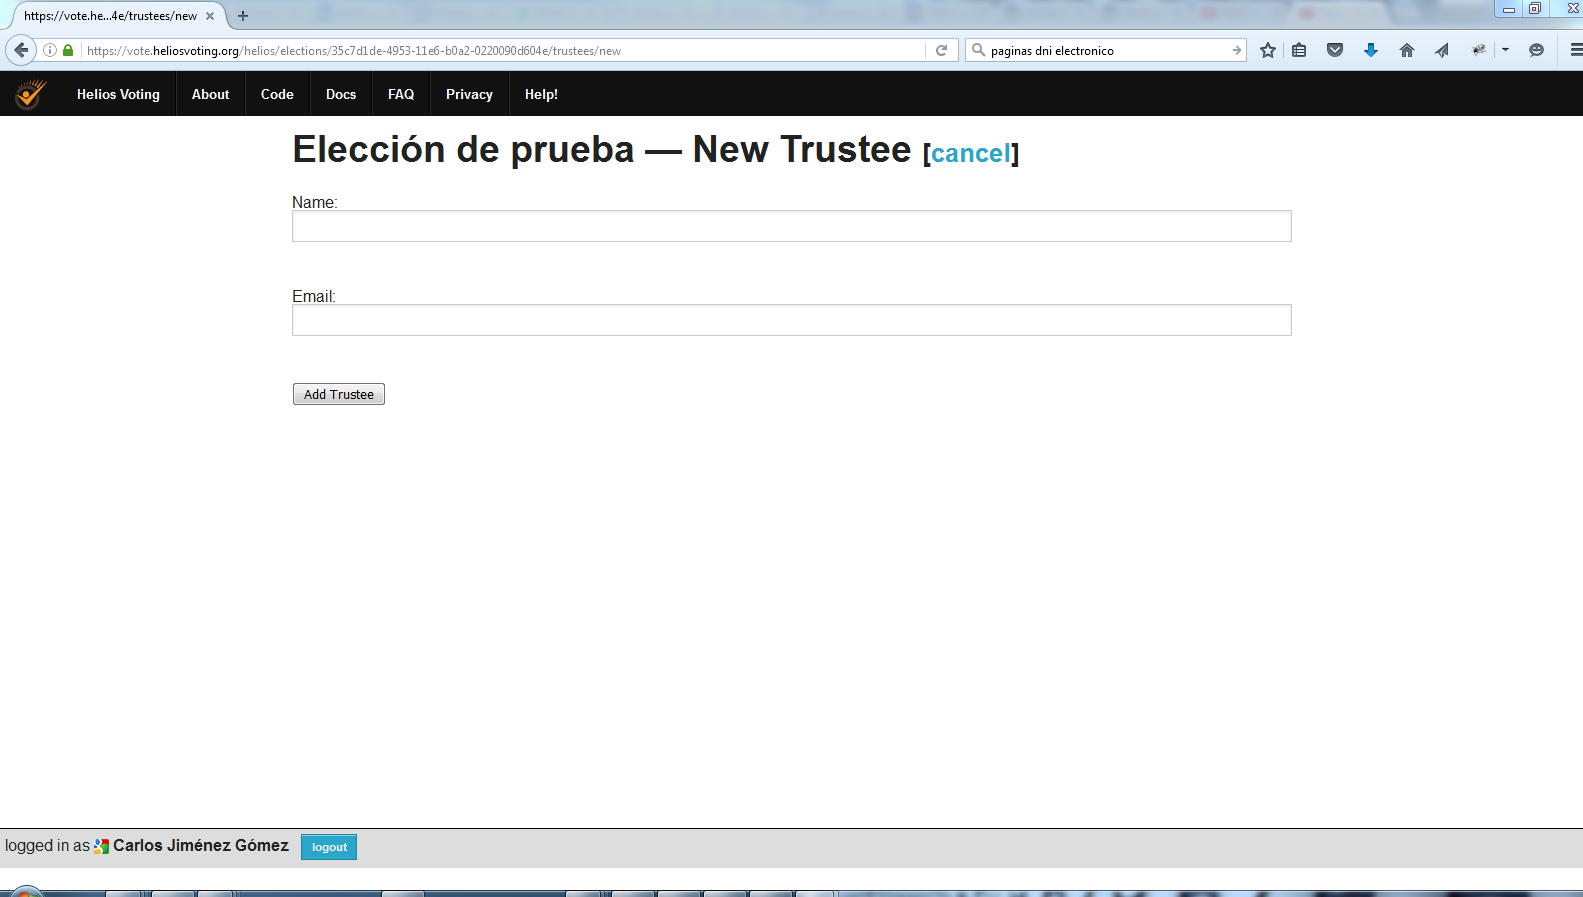 https://vote.he...4e/trustees/new
https://vote.heliosvoting.org/helios/elections/35c7d1de-4953-11e6-b0a2-0220090d604e/trustees/new
paginas dni electronico
Helios Voting About Code Docs FAQ Privacy Help!
Elección de prueba — New Trustee [cancel]
Name:
Email:
Add Trustee
logged in as Carlos Jiménez Gómez logout